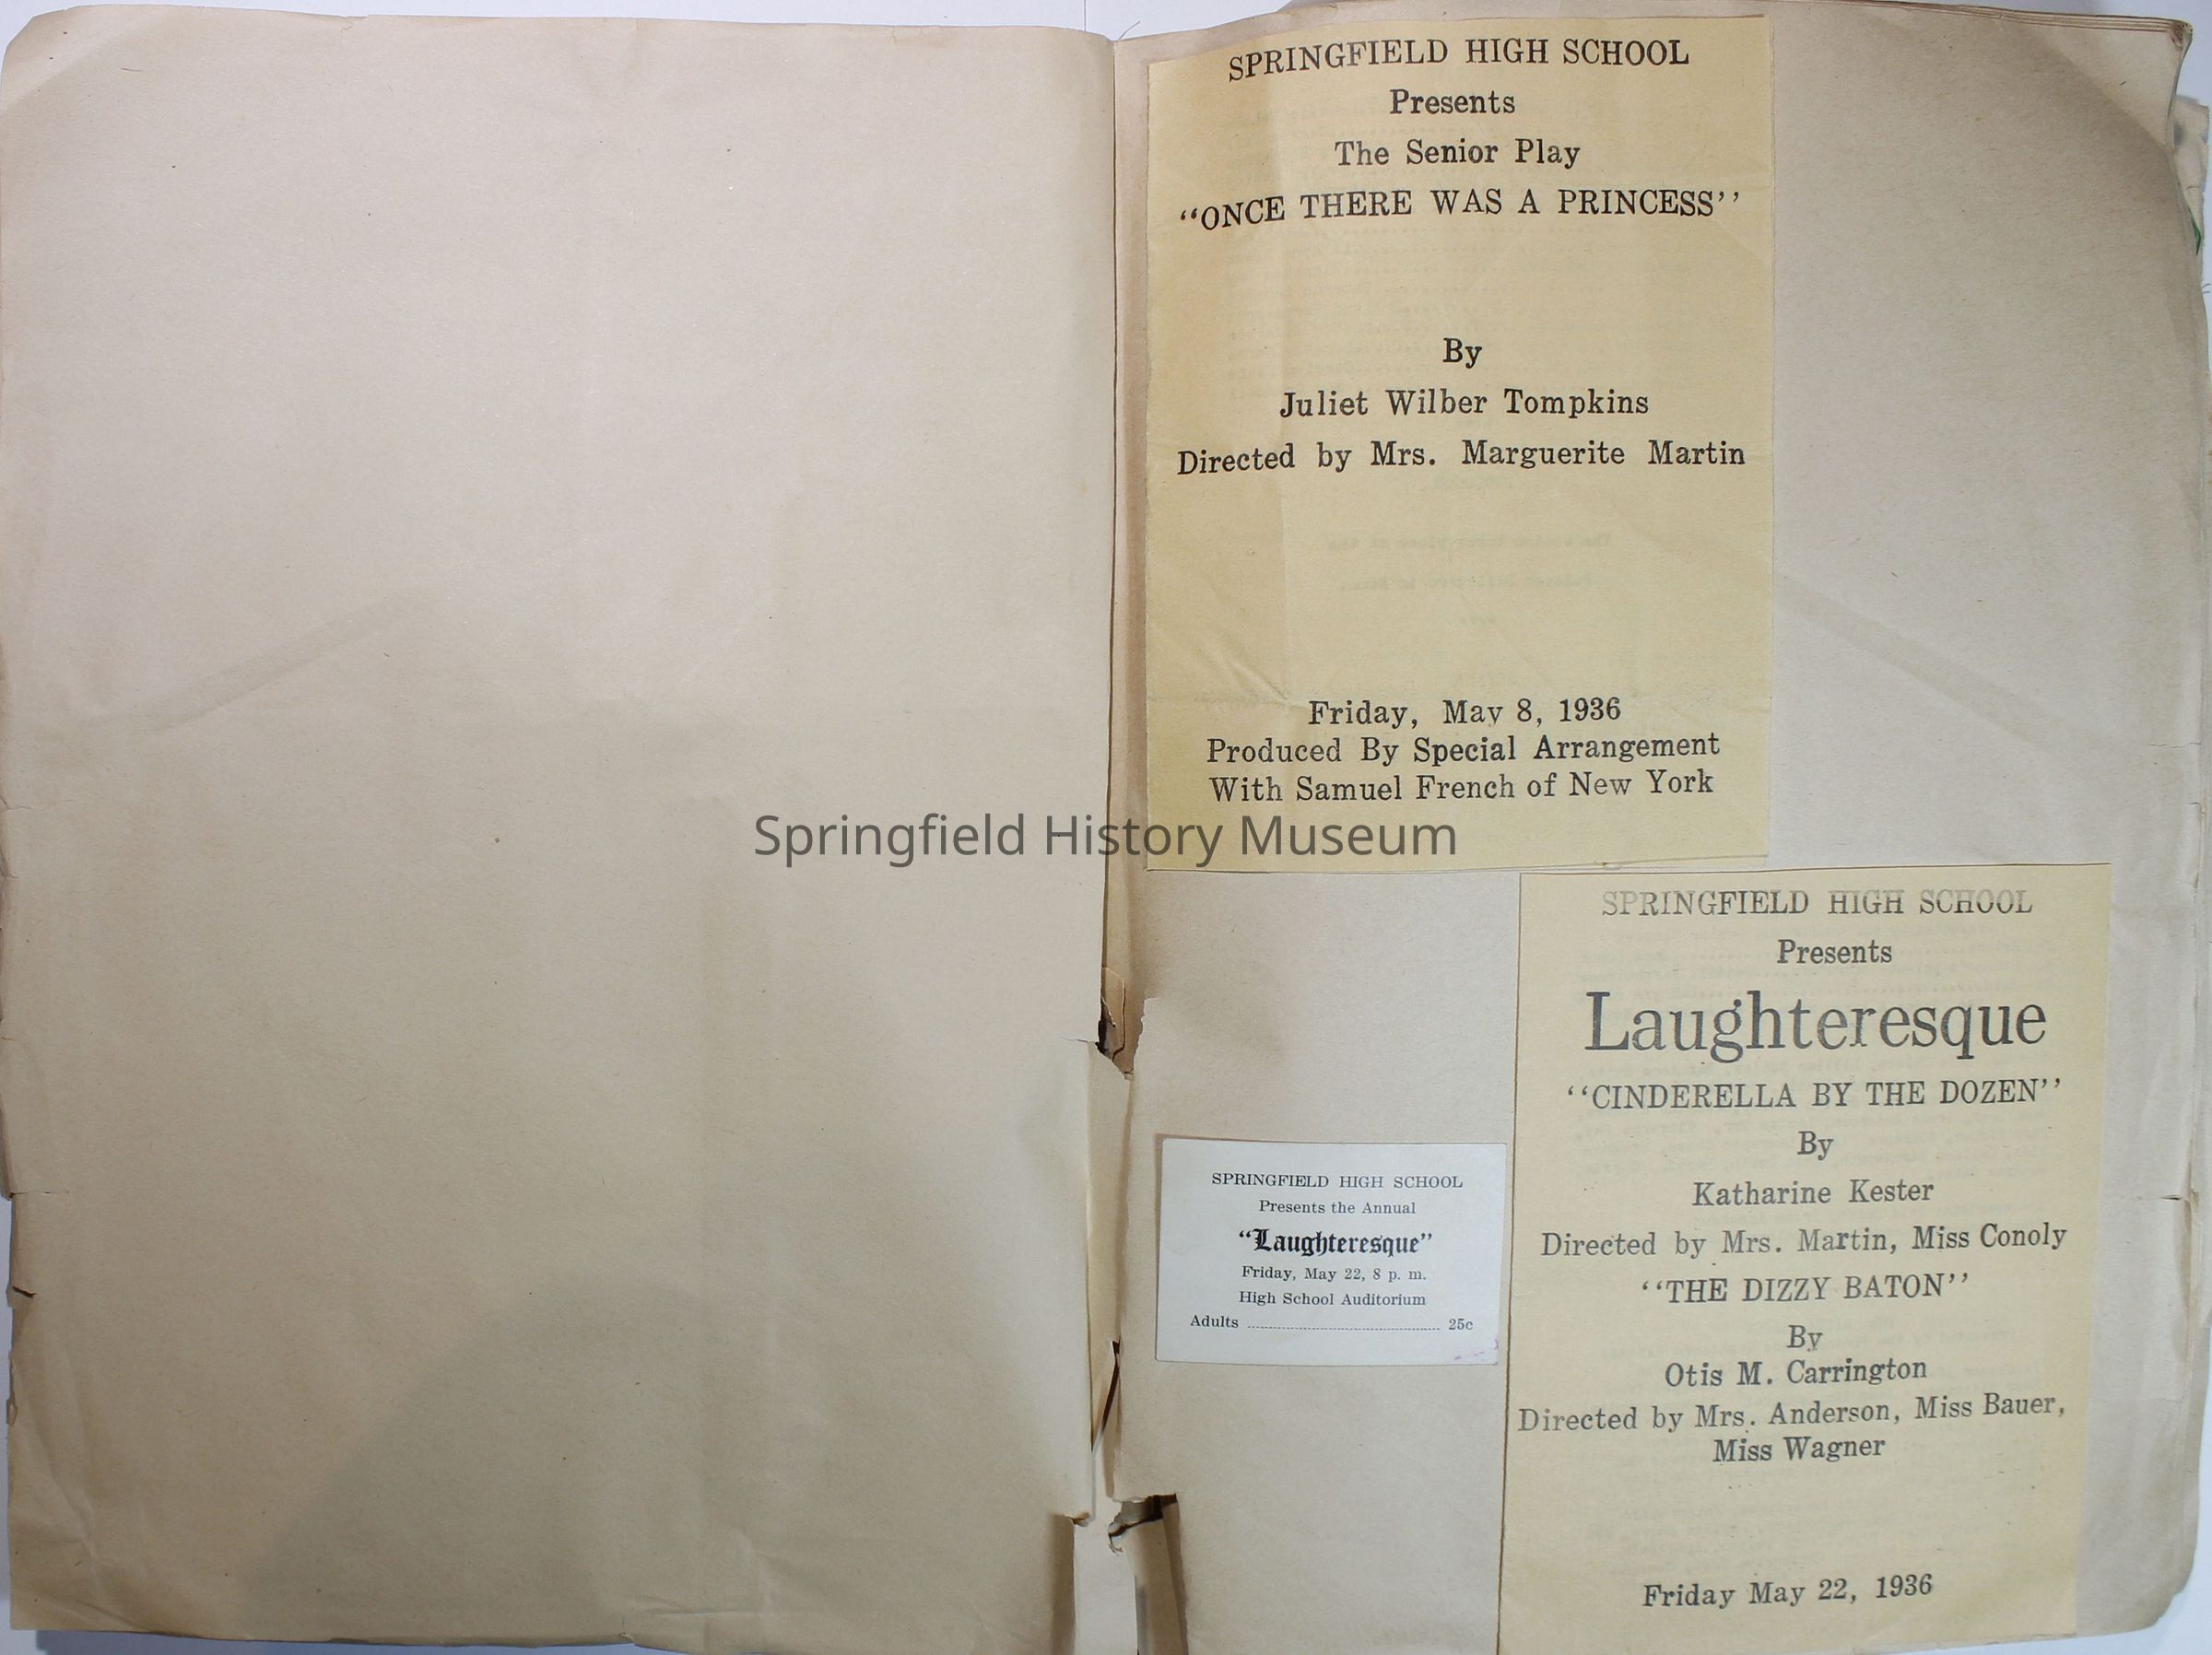 SPRINGFIELD HIGH SCHOOL
Presents
The Senior Play
‘‘ONCE THERE WAS A PRINCESS’’
By
Juliet Wilber Tompkins
Directed by Mrs. Marguerite Martin
Friday, May 8, 1936
Produced By Special Arrangement
With Samuel French of New York
Springfield History Museum
SPRINGFIELD HIGH SCHOOL
Presents the Annual
“Laughteresque”
Friday, May 22, 8 p. m.
High School Auditorium
Adults ........................................ 25c
SPRINGFIELD HIGH SCHOOL
Presents
Laughteresque
‘‘CINDERELLA BY THE DOZEN’’
By
Katharine Kester
Directed by Mrs. Martin, Miss Conoly
‘‘THE DIZZY BATON’’
By
Otis M. Carrington
Directed by Mrs. Anderson, Miss Bauer,
Miss Wagner
Friday May 22, 1936